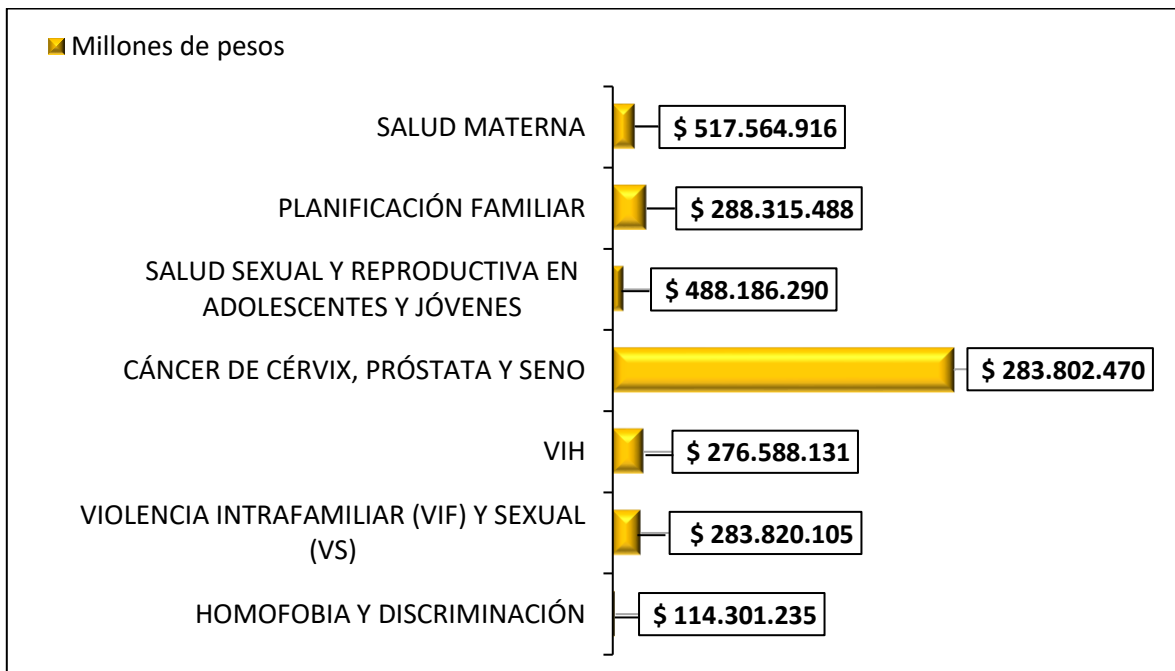 Millones de pesos
SALUD MATERNA
$ 517.564.916
PLANIFICACIÓN FAMILIAR
$ 288.315.488
SALUD SEXUAL Y REPRODUCTIVA EN
ADOLESCENTES Y JÓVENES
$ 488.186.290
CÁNCER DE CÉRVIX, PRÓSTATA Y SENO
$ 283.802.470
VIH
$ 276.588.131
VIOLENCIA INTRAFAMILIAR (VIF) Y SEXUAL
(VS)
$ 283.820.105
HOMOFOBIA Y DISCRIMINACIÓN
$ 114.301.235